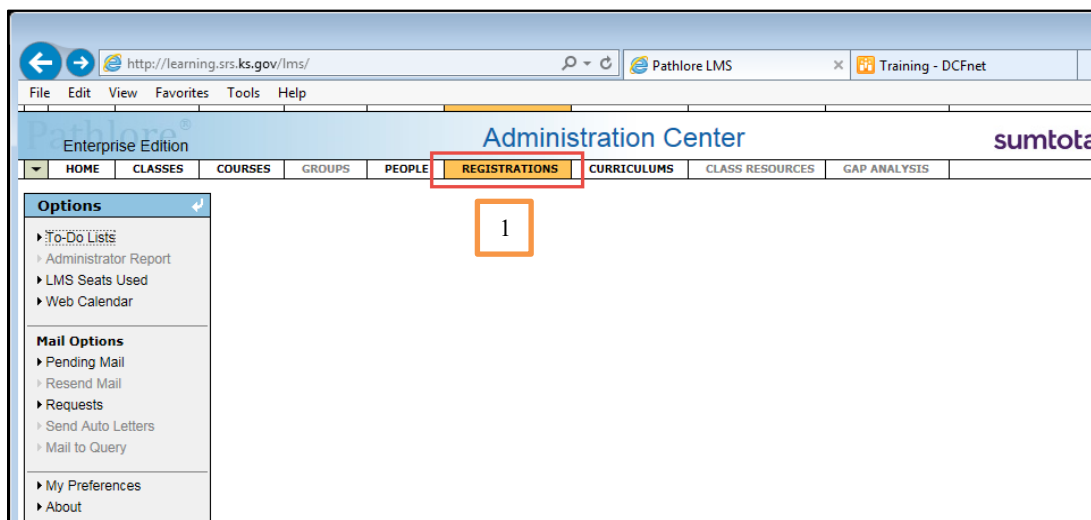 http://learning.srs.ks.gov/lms/
Pathlore LMS
Training - DCFnet
File Edit View Favorites Tools Help
Pathlore®
Enterprise Edition
Administration Center
sumtota
HOME CLASSES COURSES GROUPS PEOPLE REGISTRATIONS CURRICULUMS CLASS RESOURCES GAP ANALYSIS
Options
To-Do Lists
Administrator Report
LMS Seats Used
Web Calendar
Mail Options
Pending Mail
Resend Mail
Requests
Send Auto Letters
Mail to Query
My Preferences
About
1